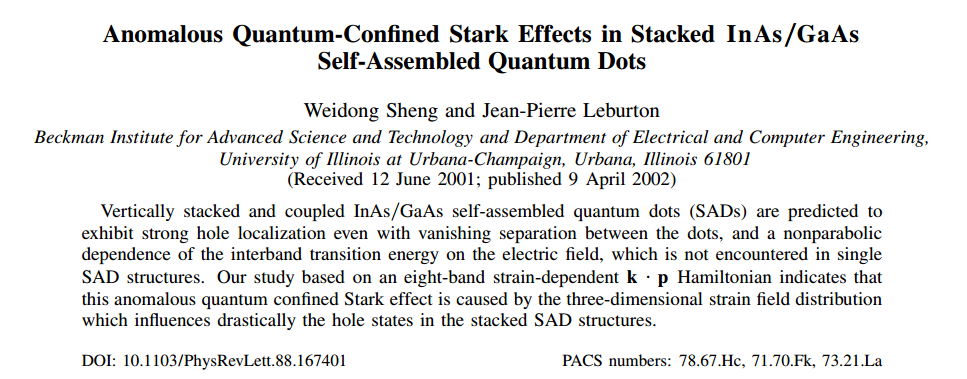 Anomalous Quantum-Confined Stark Effects in Stacked InAs/GaAs
Self-Assembled Quantum Dots
Weidong Sheng and Jean-Pierre Leburton
Beckman Institute for Advanced Science and Technology and Department of Electrical and Computer Engineering,
University of Illinois at Urbana-Champaign, Urbana, Illinois 61801
(Received 12 June 2001; published 9 April 2002)
Vertically stacked and coupled InAs/GaAs self-assembled quantum dots (SADs) are predicted to
exhibit strong hole localization even with vanishing separation between the dots, and a nonparabolic
dependence of the interband transition energy on the electric field, which is not encountered in single
SAD structures. Our study based on an eight-band strain-dependent k · p Hamiltonian indicates that
this anomalous quantum confined Stark effect is caused by the three-dimensional strain field distribution
which influences drastically the hole states in the stacked SAD structures.
DOI: 10.1103/PhysRevLett.88.167401 PACS numbers: 78.67.Hc, 71.70.Fk, 73.21.La